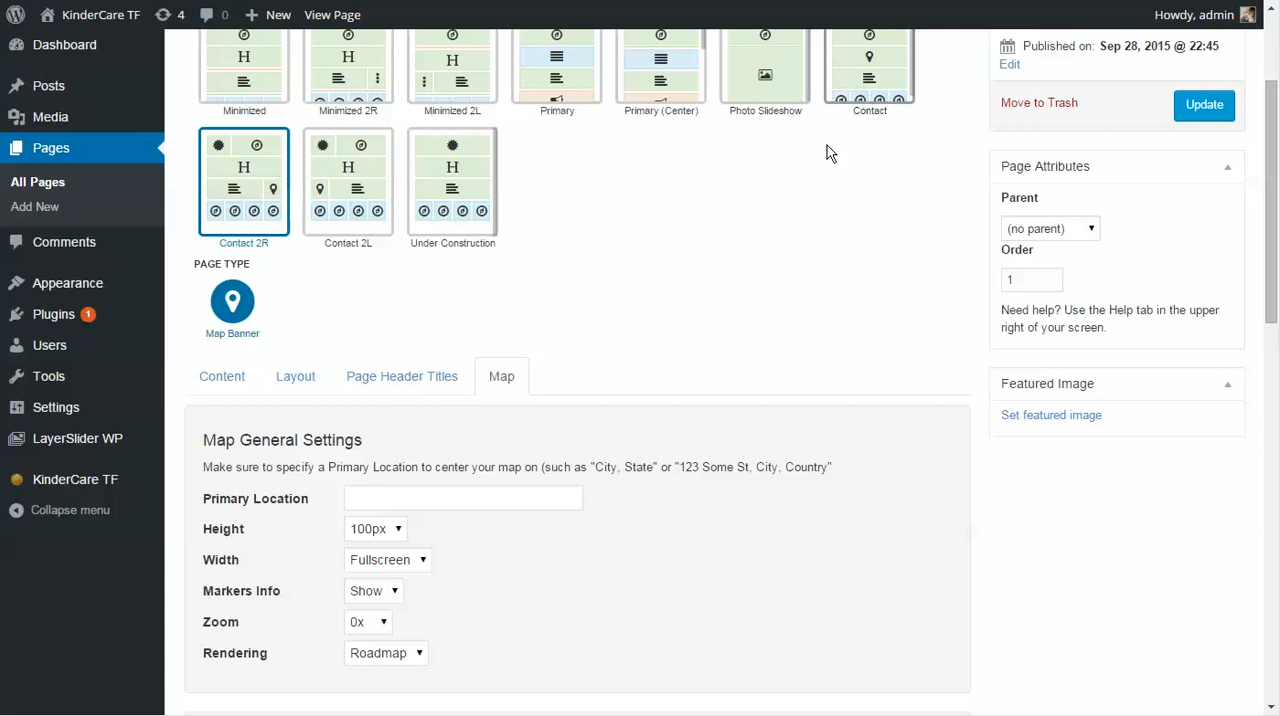 KinderCare TF 4 0 New View Page Howdy, admin
Dashboard
Posts
Media
Pages
All Pages
Add New
Comments
Appearance
Plugins 1
Users
Tools
Settings
LayerSlider WP
KinderCare TF
Collapse menu
H H H
Minimized Minimized 2R Minimized 2L Primary Primary (Center) Photo Slideshow Contact
H H H
Contact 2R Contact 2L Under Construction
PAGE TYPE
Map Banner
Content Layout Page Header Titles Map
Map General Settings
Make sure to specify a Primary Location to center your map on (such as "City, State" or "123 Some St, City, Country"
Primary Location
Height 100px
Width Fullscreen
Markers Info Show
Zoom 0x
Rendering Roadmap
Published on: Sep 28, 2015 @ 22:45
Edit
Move to Trash Update
Page Attributes
Parent
(no parent)
Order
1
Need help? Use the Help tab in the upper
right of your screen.
Featured Image
Set featured image